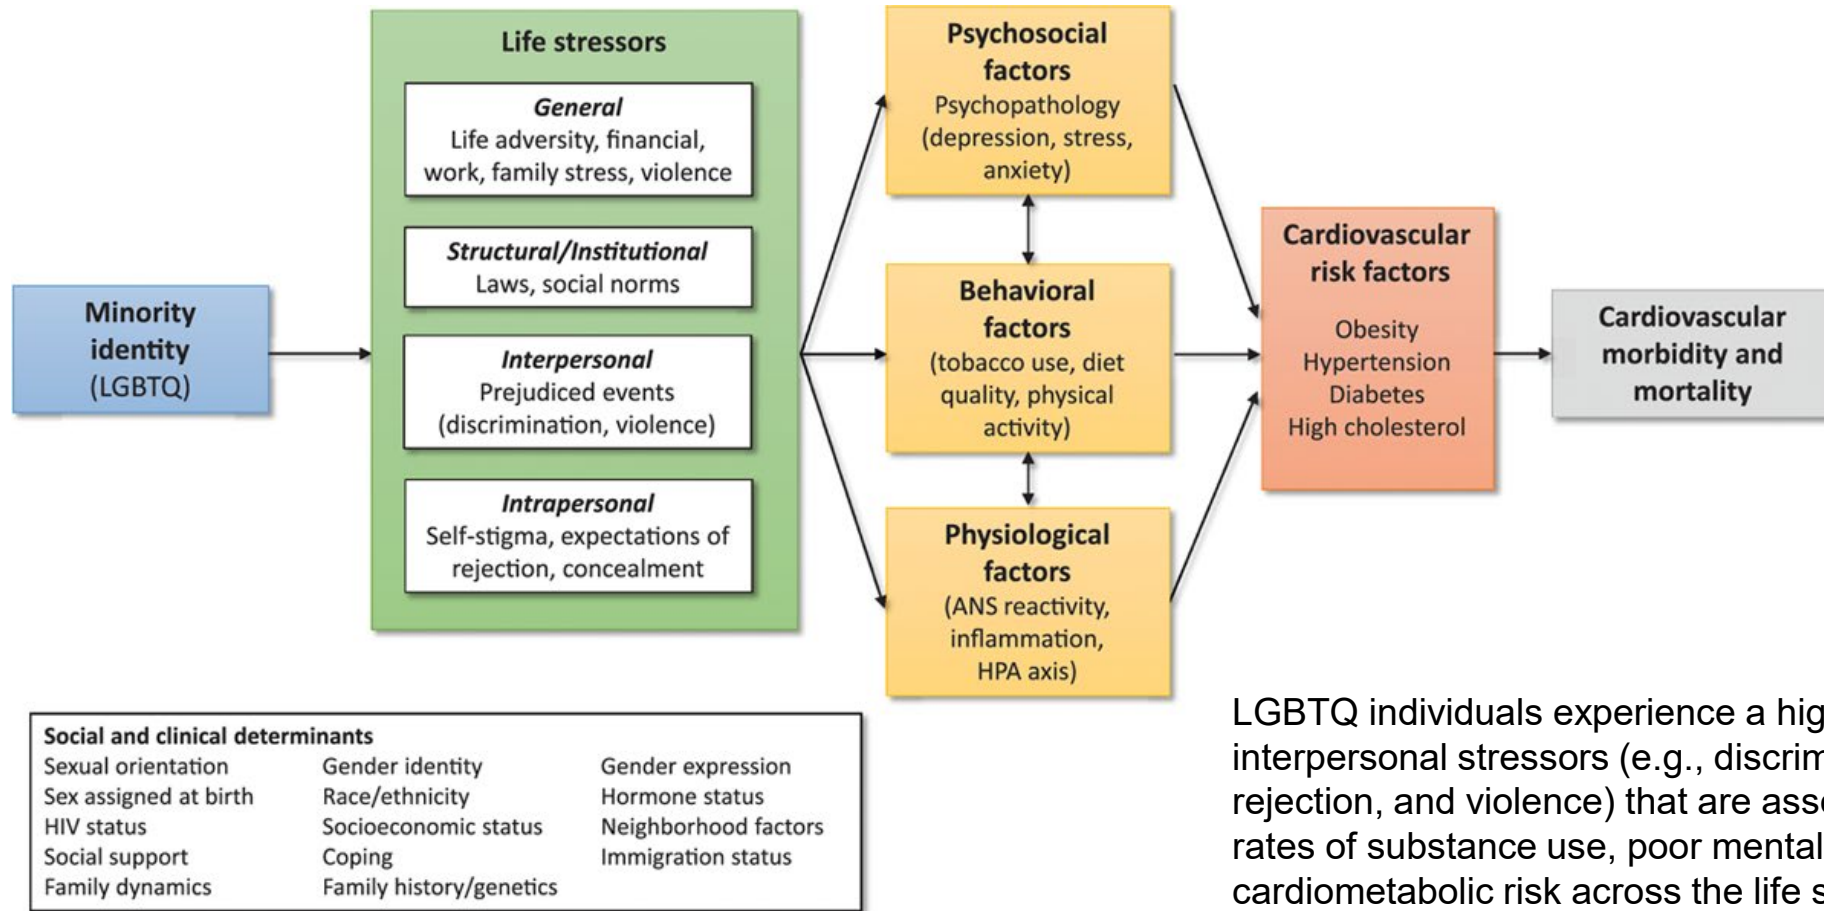 Minority
identity
(LGBTQ)
Life stressors
General
Life adversity, financial,
work, family stress, violence
Structural/Institutional
Laws, social norms
Interpersonal
Prejudiced events
(discrimination, violence)
Intrapersonal
Self-stigma, expectations of
rejection, concealment
Psychosocial
factors
Psychopathology
(depression, stress,
anxiety)
Behavioral
factors
(tobacco use, diet
quality, physical
activity)
Physiological
factors
(ANS reactivity,
inflammation,
HPA axis)
Cardiovascular
risk factors
Obesity
Hypertension
Diabetes
High cholesterol
Cardiovascular
morbidity and
mortality
Social and clinical determinants
Sexual orientation Gender identity Gender expression
Sex assigned at birth Race/ethnicity Hormone status
HIV status Socioeconomic status Neighborhood factors
Social support Coping Immigration status
Family dynamics Family history/genetics
LGBTQ individuals experience a
interpersonal stressors (e.g.,
rejection, and violence) that are
rates of substance use, poor mental
cardiometabolic risk across the life